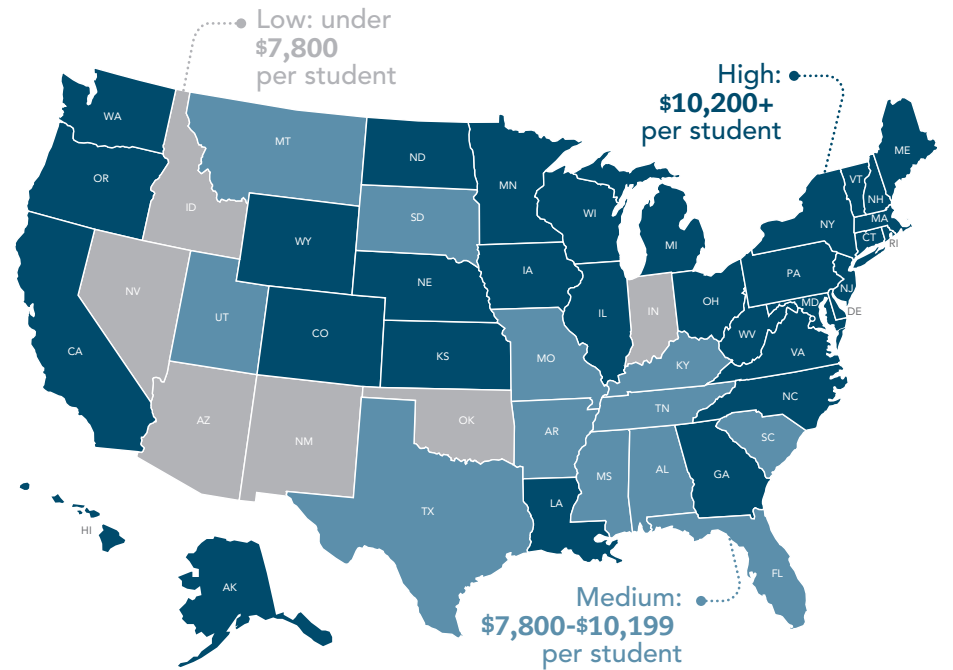 Low: under
$7,800
per student
High:
$10,200+
per student
WA
MT
ND
MN
ME
VT
NH
OR
ID
SD
WI
MI
NY
MA
CT
RI
WY
IA
PA
NV
NE
IL
IN
OH
NJ
UT
CO
MD
DE
WV
VA
CA
KS
MO
KY
NC
AZ
NM
OK
TN
AR
SC
MS
AL
GA
TX
LA
HI
FL
AK
Medium:
$7,800-$10,199
per student